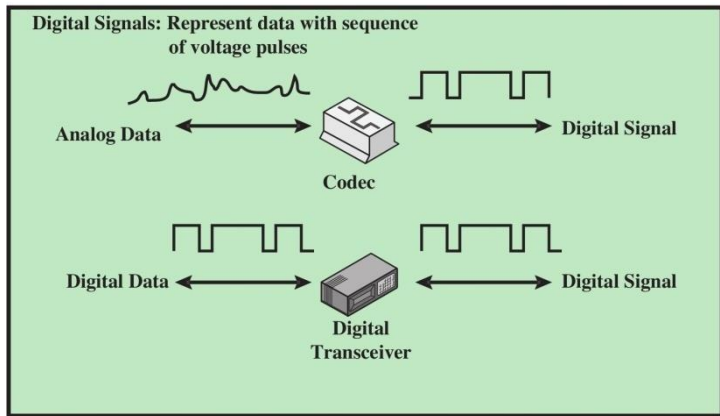 Digital Signals: Represent data with sequence
of voltage pulses
Analog Data
Digital Signal
Codec
Digital Data
Digital Signal
Digital
Transceiver